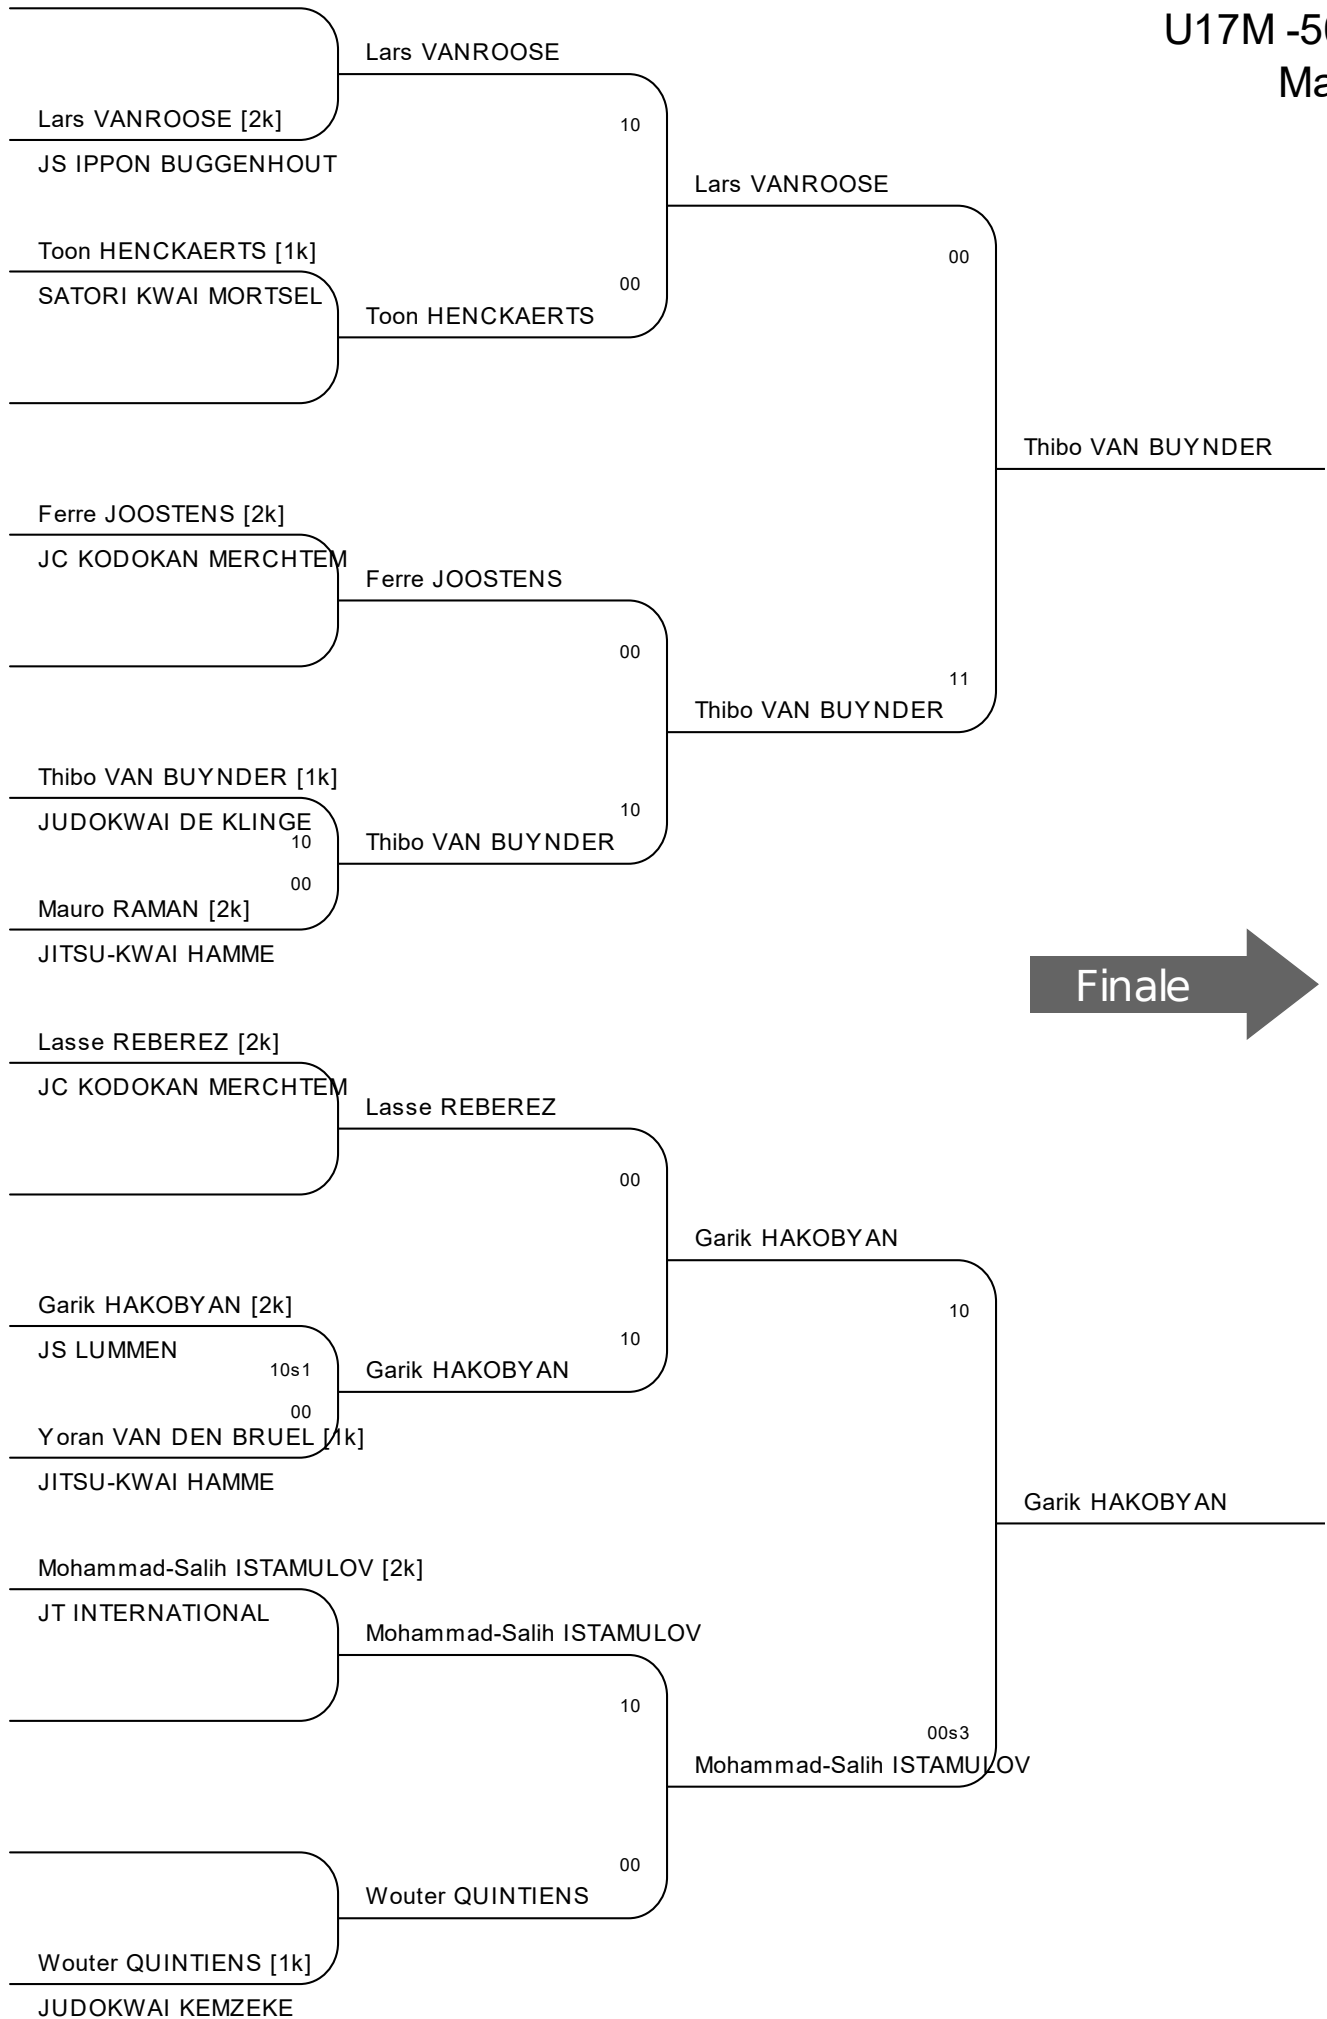 U17M -50
Ma
Lars VANROOSE
Lars VANROOSE [2k]
10
JS IPPON BUGGENHOUT
Lars VANROOSE
Toon HENCKAERTS [1k]
00
SATORI KWAI MORTSEL
00
Toon HENCKAERTS
Thibo VAN BUYNDER
Ferre JOOSTENS [2k]
JC KODOKAN MERCHTEM
Ferre JOOSTENS
00
11
Thibo VAN BUYNDER
Thibo VAN BUYNDER [1k]
10
JUDOKWAI DE KLINGE
10
Thibo VAN BUYNDER
00
Mauro RAMAN [2k]
JITSU-KWAI HAMME
Finale
Lasse REBEREZ [2k]
JC KODOKAN MERCHTEM
Lasse REBEREZ
00
Garik HAKOBYAN
Garik HAKOBYAN [2k]
10
10
JS LUMMEN
10s1
Garik HAKOBYAN
00
Yoran VAN DEN BRUEL [1k]
JITSU-KWAI HAMME
Garik HAKOBYAN
Mohammad-Salih ISTAMULOV [2k]
JT INTERNATIONAL
Mohammad-Salih ISTAMULOV
10
00s3
Mohammad-Salih ISTAMULOV
00
Wouter QUINTIENS
Wouter QUINTIENS [1k]
JUDOKWAI KEMZEKE